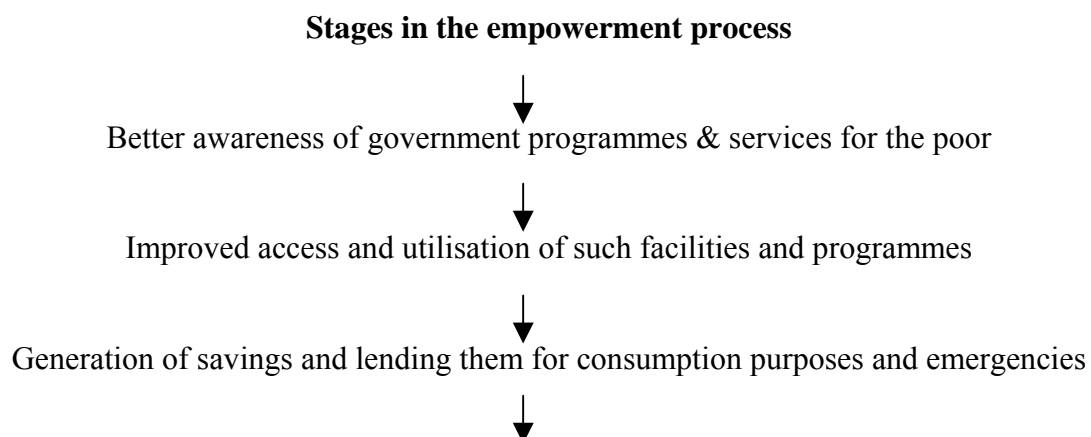 Stages in the empowerment process
Better awareness of government programmes & services for the poor
Improved access and utilisation of such facilities and programmes
Generation of savings and lending them for consumption purposes and emergencies